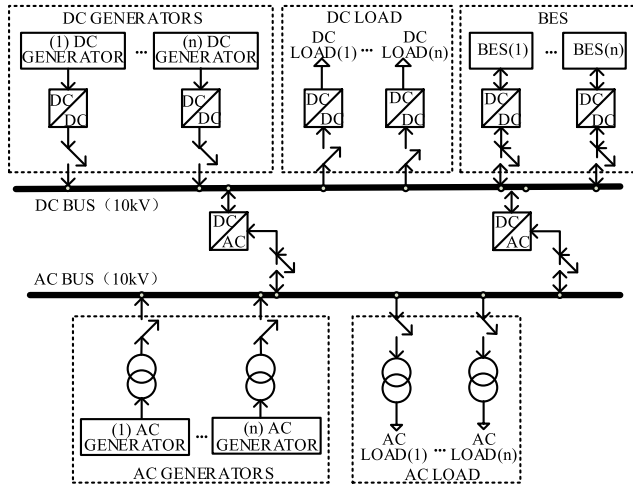 DC GENERATORS
DC LOAD
BES
(1) DC
GENERATOR
...
(n) DC
GENERATOR
DC
LOAD(1)
...
DC
LOAD(n)
BES(1)
...
BES(n)
DC
DC
DC
DC
DC
DC
DC
DC
DC
DC
DC
DC
DC BUS（10kV）
DC
AC
DC
AC
AC BUS（10kV）
(1) AC
GENERATOR
...
(n) AC
GENERATOR
AC
LOAD(1)
...
AC
LOAD(n)
AC GENERATORS
AC LOAD